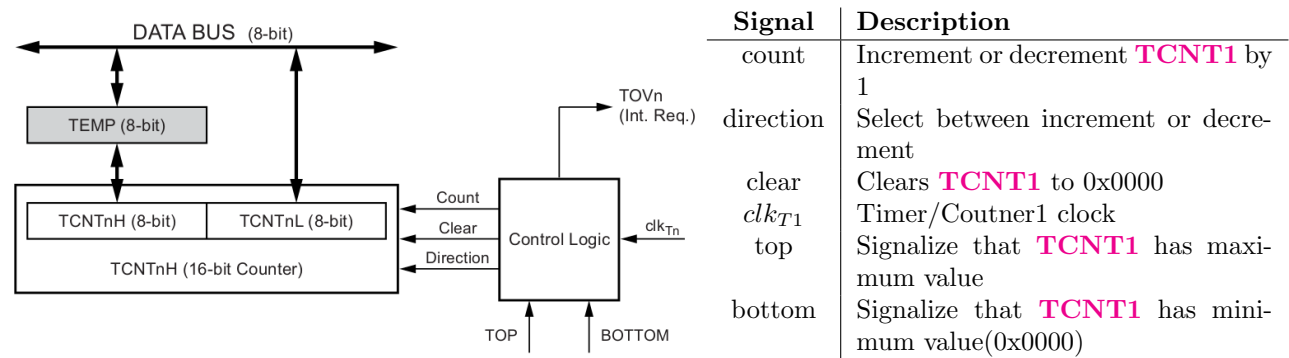 DATA BUS (8-bit)
TEMP (8-bit)
TOVn
(Int. Req.)
TCNTnH (8-bit)
TCNTnL (8-bit)
TCNTnH (16-bit Counter)
Count
Clear
Direction
Control Logic
clkTn
TOP
BOTTOM
Signal Description
count Increment or decrement TCNT1 by
1
direction Select between increment or decre-
ment
clear Clears TCNT1 to 0x0000
clkT1 Timer/Coutner1 clock
top Signalize that TCNT1 has maxi-
mum value
bottom Signalize that TCNT1 has mini-
mum value(0x0000)